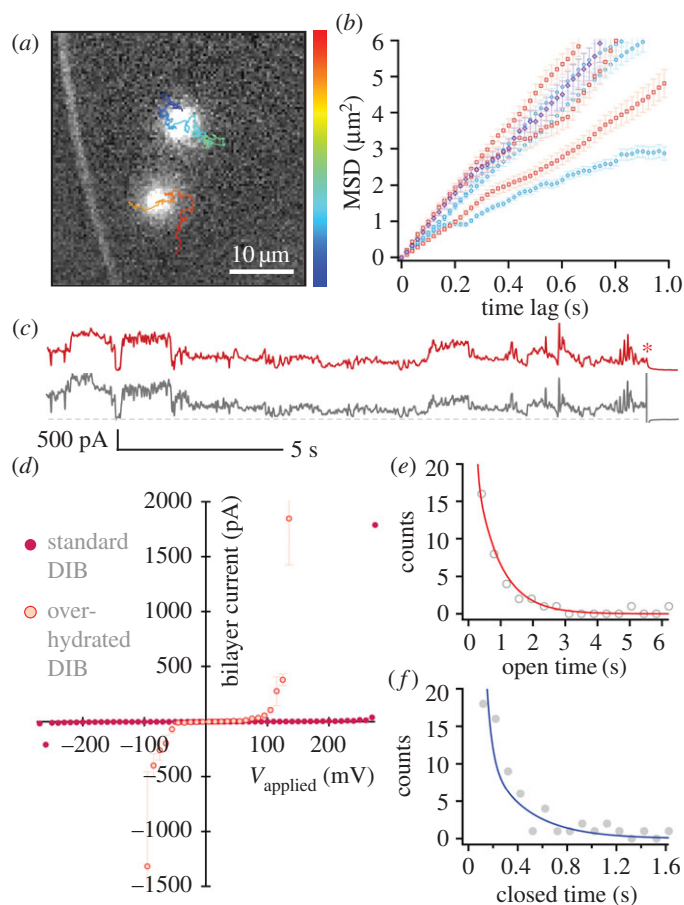 (a)
10 µm
(b)
6
5
4
3
2
1
0
MSD (µm²)
0.2 0.4 0.6 0.8 1.0
time lag (s)
(c)
*
500 pA
5 s
(d)
standard
DIB
over-
hydrated
DIB
2000
1500
1000
500
−500
−1000
−1500
bilayer current (pA)
−200 −100 100 200
Vapplied (mV)
(e)
20
15
10
5
0
counts
0 1 2 3 4 5 6
open time (s)
(f)
20
15
10
5
0
counts
0 0.4 0.8 1.2 1.6
closed time (s)